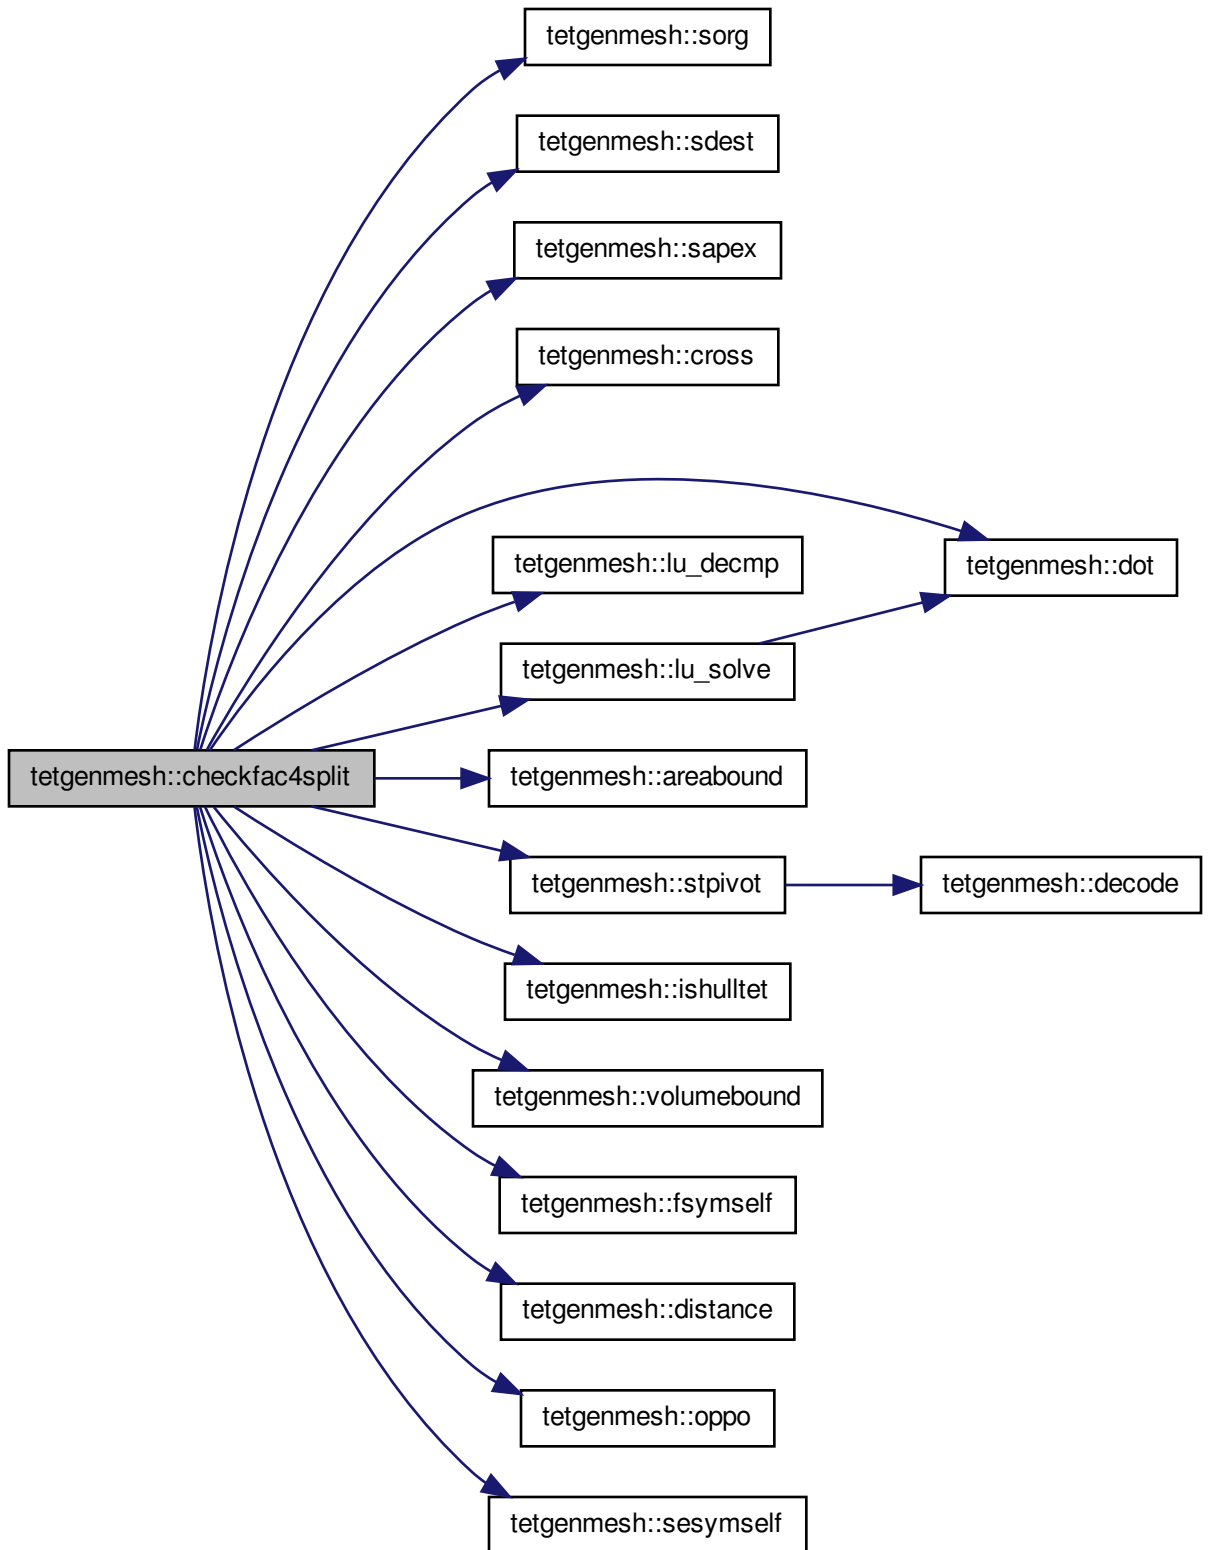 tetgenmesh::sorg
tetgenmesh::sdest
tetgenmesh::sapex
tetgenmesh::cross
tetgenmesh::lu_decmp
tetgenmesh::dot
tetgenmesh::lu_solve
tetgenmesh::checkfac4split
tetgenmesh::areabound
tetgenmesh::stpivot
tetgenmesh::decode
tetgenmesh::ishulltet
tetgenmesh::volumebound
tetgenmesh::fsymself
tetgenmesh::distance
tetgenmesh::oppo
tetgenmesh::sesymself